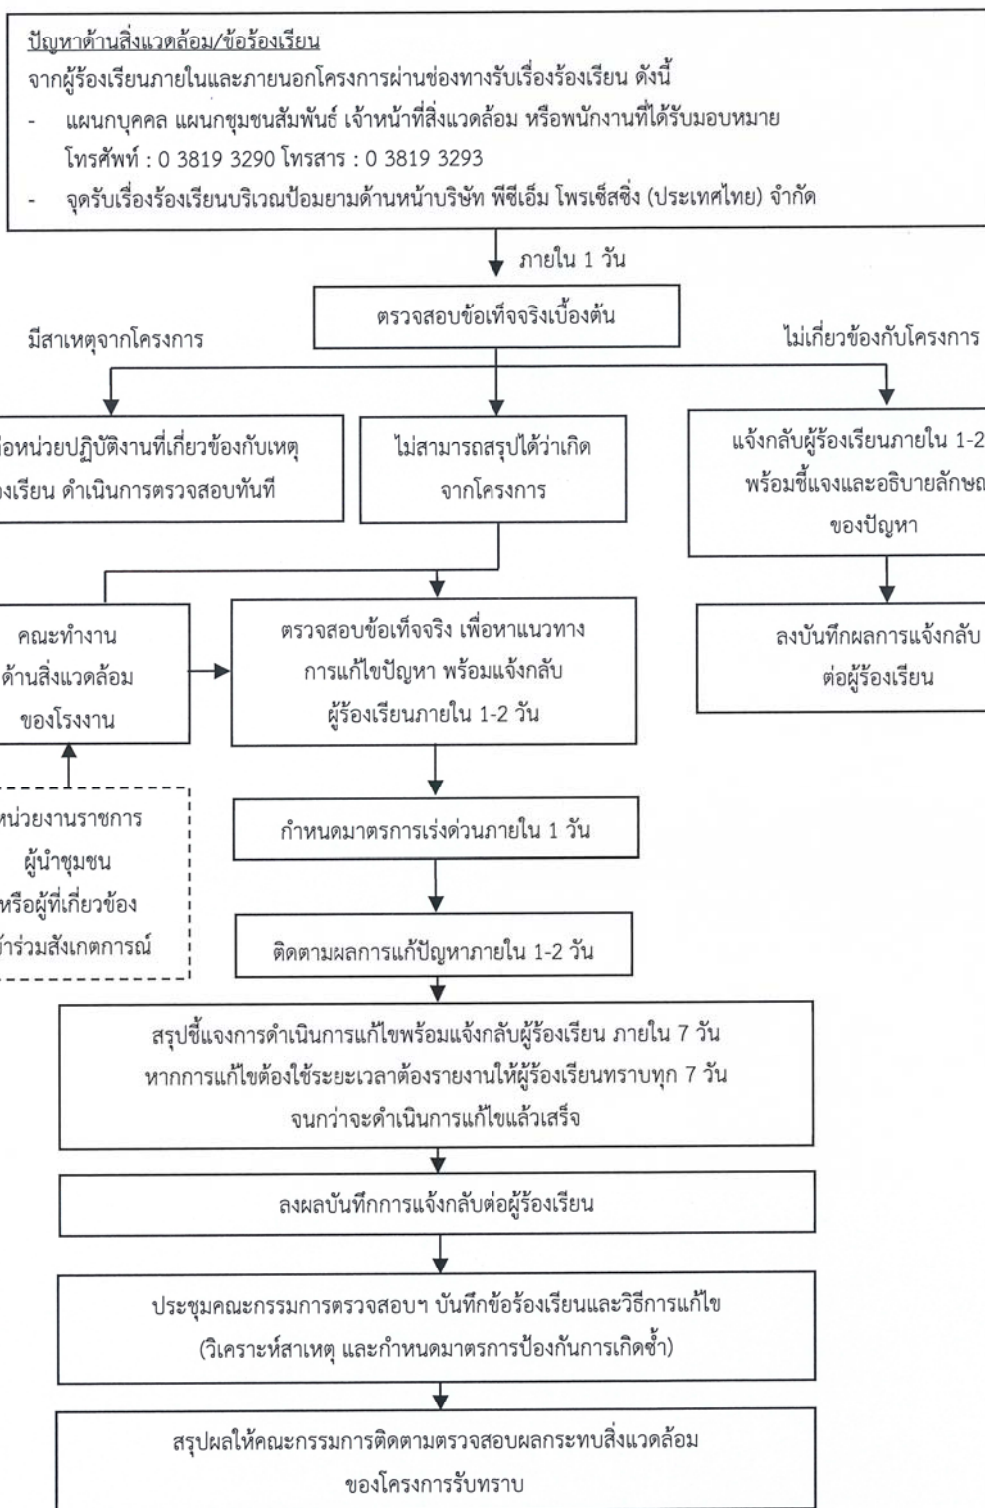 ปัญหาด้านสิ่งแวดล้อม/ข้อร้องเรียน
จากผู้ร้องเรียนภายในและภายนอกโครงการผ่านช่องทางรับเรื่องร้องเรียน ดังนี้
- แผนกบุคคล แผนกชุมชนสัมพันธ์ เจ้าหน้าที่สิ่งแวดล้อม หรือพนักงานที่ได้รับมอบหมาย
โทรศัพท์ : 0 3819 3290 โทรสาร : 0 3819 3293
- จุดรับเรื่องร้องเรียนบริเวณป้อมยามด้านหน้าบริษัท พีซีเอ็ม โพรเซ็สซิ่ง (ประเทศไทย) จำกัด
ภายใน 1 วัน
ตรวจสอบข้อเท็จจริงเบื้องต้น
มีสาเหตุจากโครงการ
ไม่เกี่ยวข้องกับโครงการ
หน่วยปฏิบัติงานที่เกี่ยวข้องกับเหตุ
งเรียน ดำเนินการตรวจสอบทันที
ไม่สามารถสรุปได้ว่าเกิด
จากโครงการ
แจ้งกลับผู้ร้องเรียนภายใน 1-2
พร้อมชี้แจงและอธิบายลักษณ
ของปัญหา
คณะทำงาน
ด้านสิ่งแวดล้อม
ของโรงงาน
ตรวจสอบข้อเท็จจริง เพื่อหาแนวทาง
การแก้ไขปัญหา พร้อมแจ้งกลับ
ผู้ร้องเรียนภายใน 1-2 วัน
ลงบันทึกผลการแจ้งกลับ
ต่อผู้ร้องเรียน
หน่วยงานราชการ
ผู้นำชุมชน
หรือผู้ที่เกี่ยวข้อง
ข้าร่วมสังเกตการณ์
กำหนดมาตรการเร่งด่วนภายใน 1 วัน
ติดตามผลการแก้ปัญหาภายใน 1-2 วัน
สรุปชี้แจงการดำเนินการแก้ไขพร้อมแจ้งกลับผู้ร้องเรียน ภายใน 7 วัน
หากการแก้ไขต้องใช้ระยะเวลาต้องรายงานให้ผู้ร้องเรียนทราบทุก 7 วัน
จนกว่าจะดำเนินการแก้ไขแล้วเสร็จ
ลงผลบันทึกการแจ้งกลับต่อผู้ร้องเรียน
ประชุมคณะกรรมการตรวจสอบฯ บันทึกข้อร้องเรียนและวิธีการแก้ไข
(วิเคราะห์สาเหตุ และกำหนดมาตรการป้องกันการเกิดซ้ำ)
สรุปผลให้คณะกรรมการติดตามตรวจสอบผลกระทบสิ่งแวดล้อม
ของโครงการรับทราบ